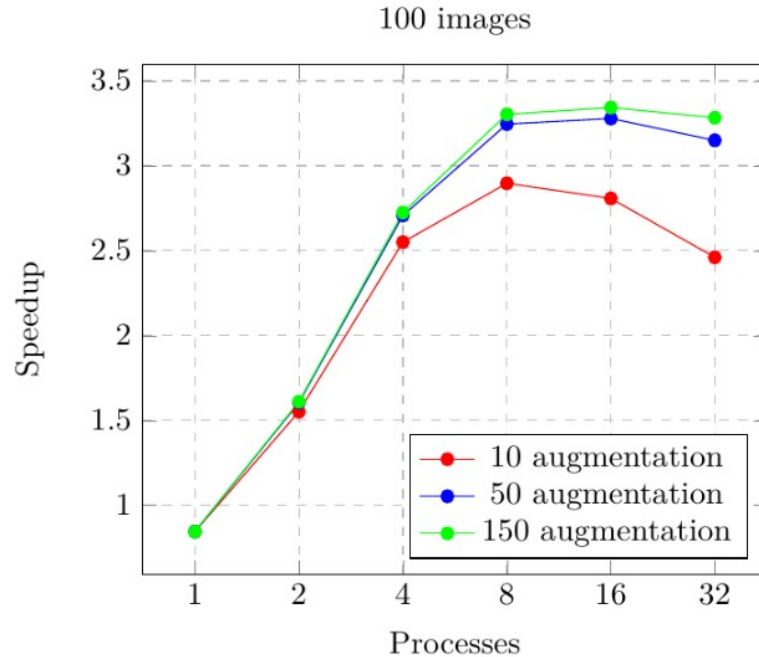 100 images
3.5
3
2.5
2
1.5
1
Speedup
10 augmentation
50 augmentation
150 augmentation
1 2 4 8 16 32
Processes